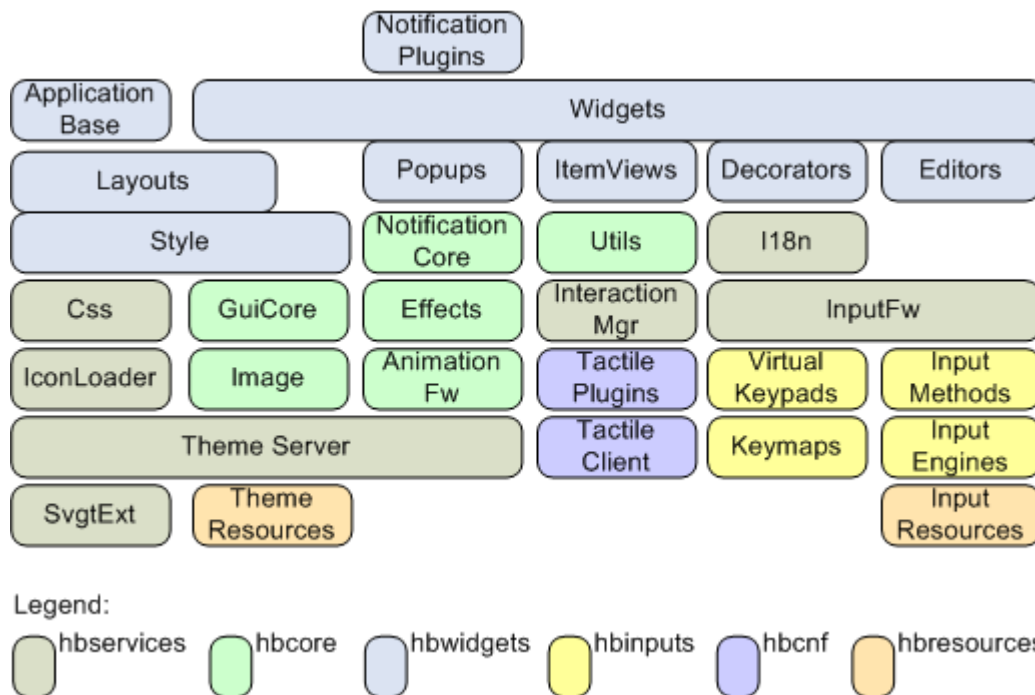 Notification
Plugins
Application
Base
Widgets
Layouts
Popups
ItemViews
Decorators
Editors
Style
Notification
Core
Utils
I18n
Css
GuiCore
Effects
Interaction
Mgr
InputFw
IconLoader
Image
Animation
Fw
Tactile
Plugins
Virtual
Keypads
Input
Methods
Theme Server
Tactile
Client
Keymaps
Input
Engines
SvgtExt
Theme
Resources
Input
Resources
Legend:
hbservices
hbcore
hbwidgets
hbinputs
hbcnf
hbresources